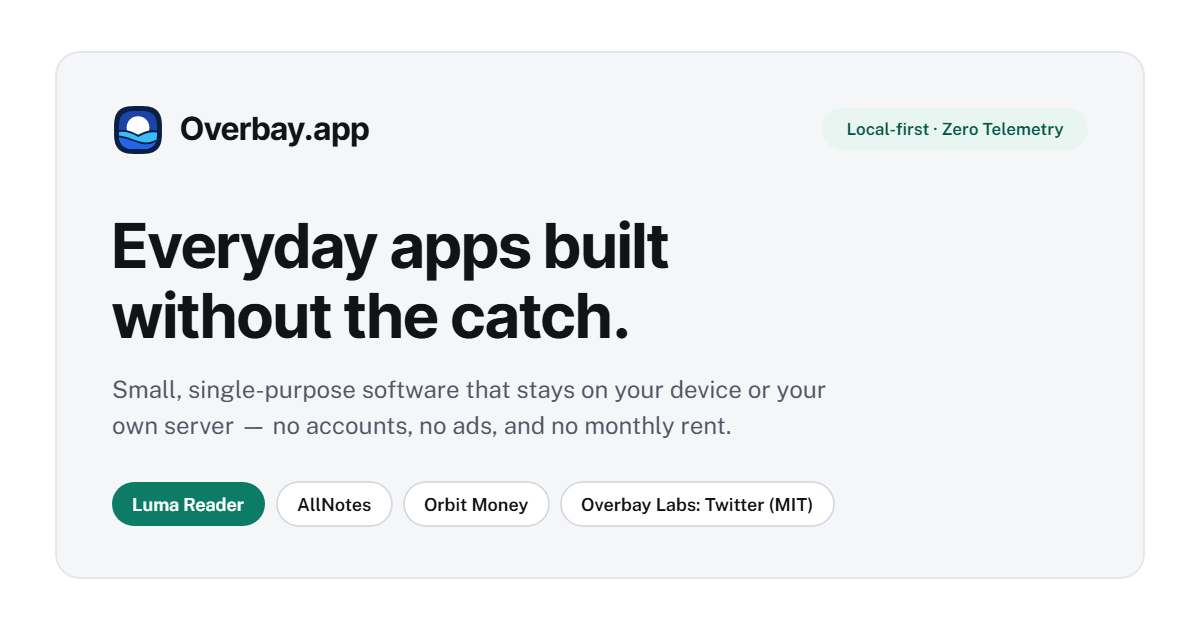 Overbay.app
Local-first · Zero Telemetry
Everyday apps built
without the catch.
Small, single-purpose software that stays on your device or your
own server — no accounts, no ads, and no monthly rent.
Luma Reader
AllNotes
Orbit Money
Overbay Labs: Twitter (MIT)